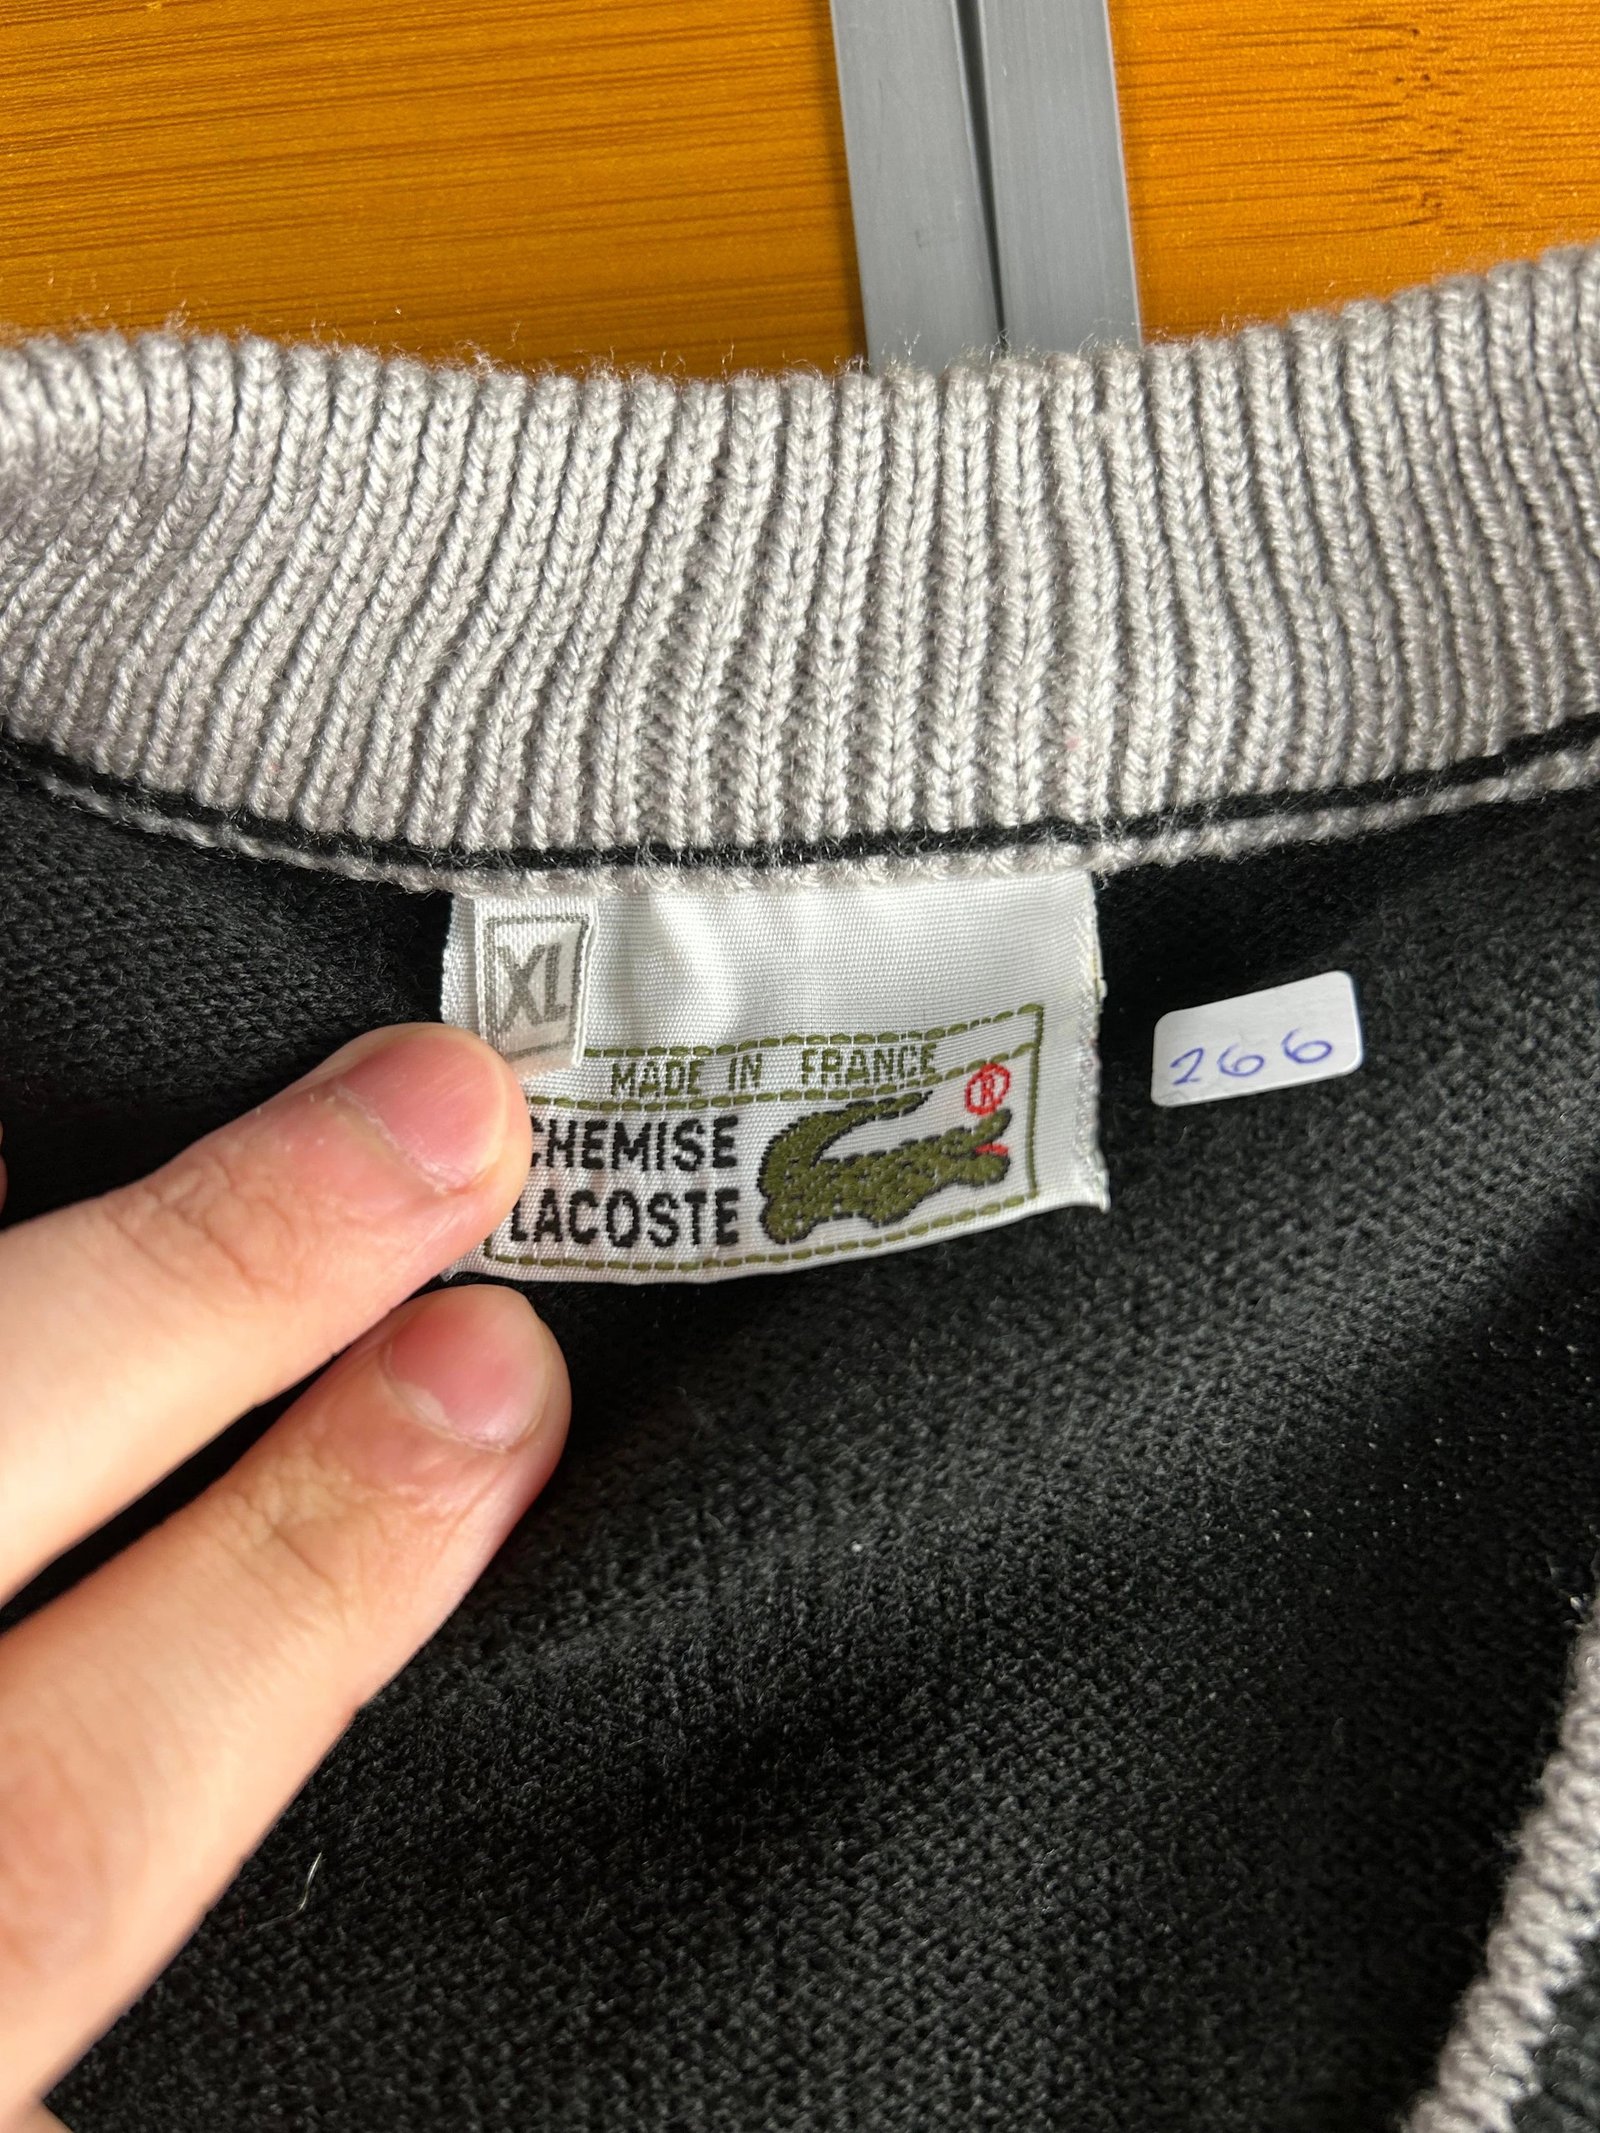 XL
MADE IN FRANCE
®
CHEMISE
LACOSTE
266